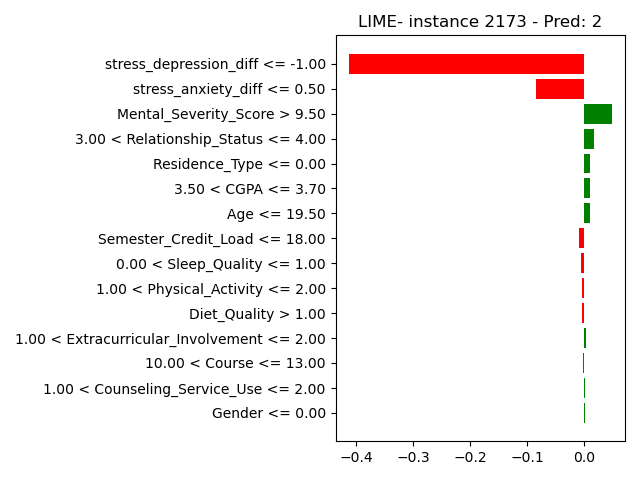 LIME- instance 2173 - Pred: 2
stress_depression_diff <= -1.00
stress_anxiety_diff <= 0.50
Mental_Severity_Score > 9.50
3.00 < Relationship_Status <= 4.00
Residence_Type <= 0.00
3.50 < CGPA <= 3.70
Age <= 19.50
Semester_Credit_Load <= 18.00
0.00 < Sleep_Quality <= 1.00
1.00 < Physical_Activity <= 2.00
Diet_Quality > 1.00
1.00 < Extracurricular_Involvement <= 2.00
10.00 < Course <= 13.00
1.00 < Counseling_Service_Use <= 2.00
Gender <= 0.00
−0.4 −0.3 −0.2 −0.1 0.0